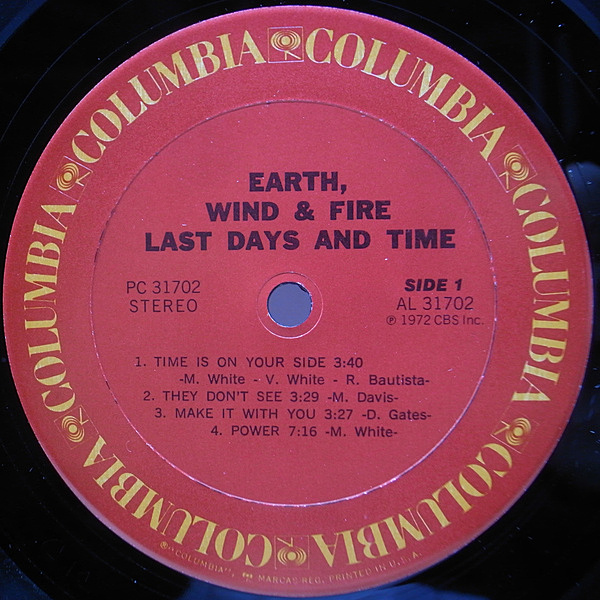 COLUMBIA COLUMBIA COLUMBIA COLUMBIA COLUMBIA COLUMBIA COLUMBIA
EARTH,
WIND & FIRE
LAST DAYS AND TIME
PC 31702
STEREO
SIDE 1
AL 31702
℗ 1972 CBS Inc.
1. TIME IS ON YOUR SIDE 3:40
-M. White - V. White - R. Bautista-
2. THEY DON'T SEE 3:29 -M. Davis-
3. MAKE IT WITH YOU 3:27 -D. Gates-
4. POWER 7:16 -M. White-
® "COLUMBIA", MARCAS REG. PRINTED IN U.S.A.